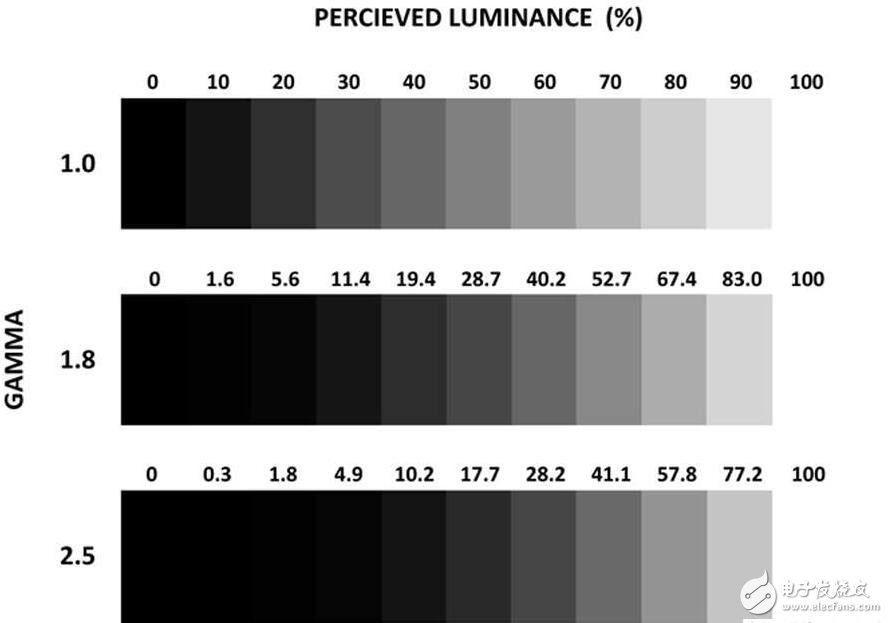 PERCIEVED LUMINANCE (%)
0 10 20 30 40 50 60 70 80 90 100
1.0
0 1.6 5.6 11.4 19.4 28.7 40.2 52.7 67.4 83.0 100
GAMMA
1.8
0 0.3 1.8 4.9 10.2 17.7 28.2 41.1 57.8 77.2 100
2.5
电子发烧友
www.elecfans.com